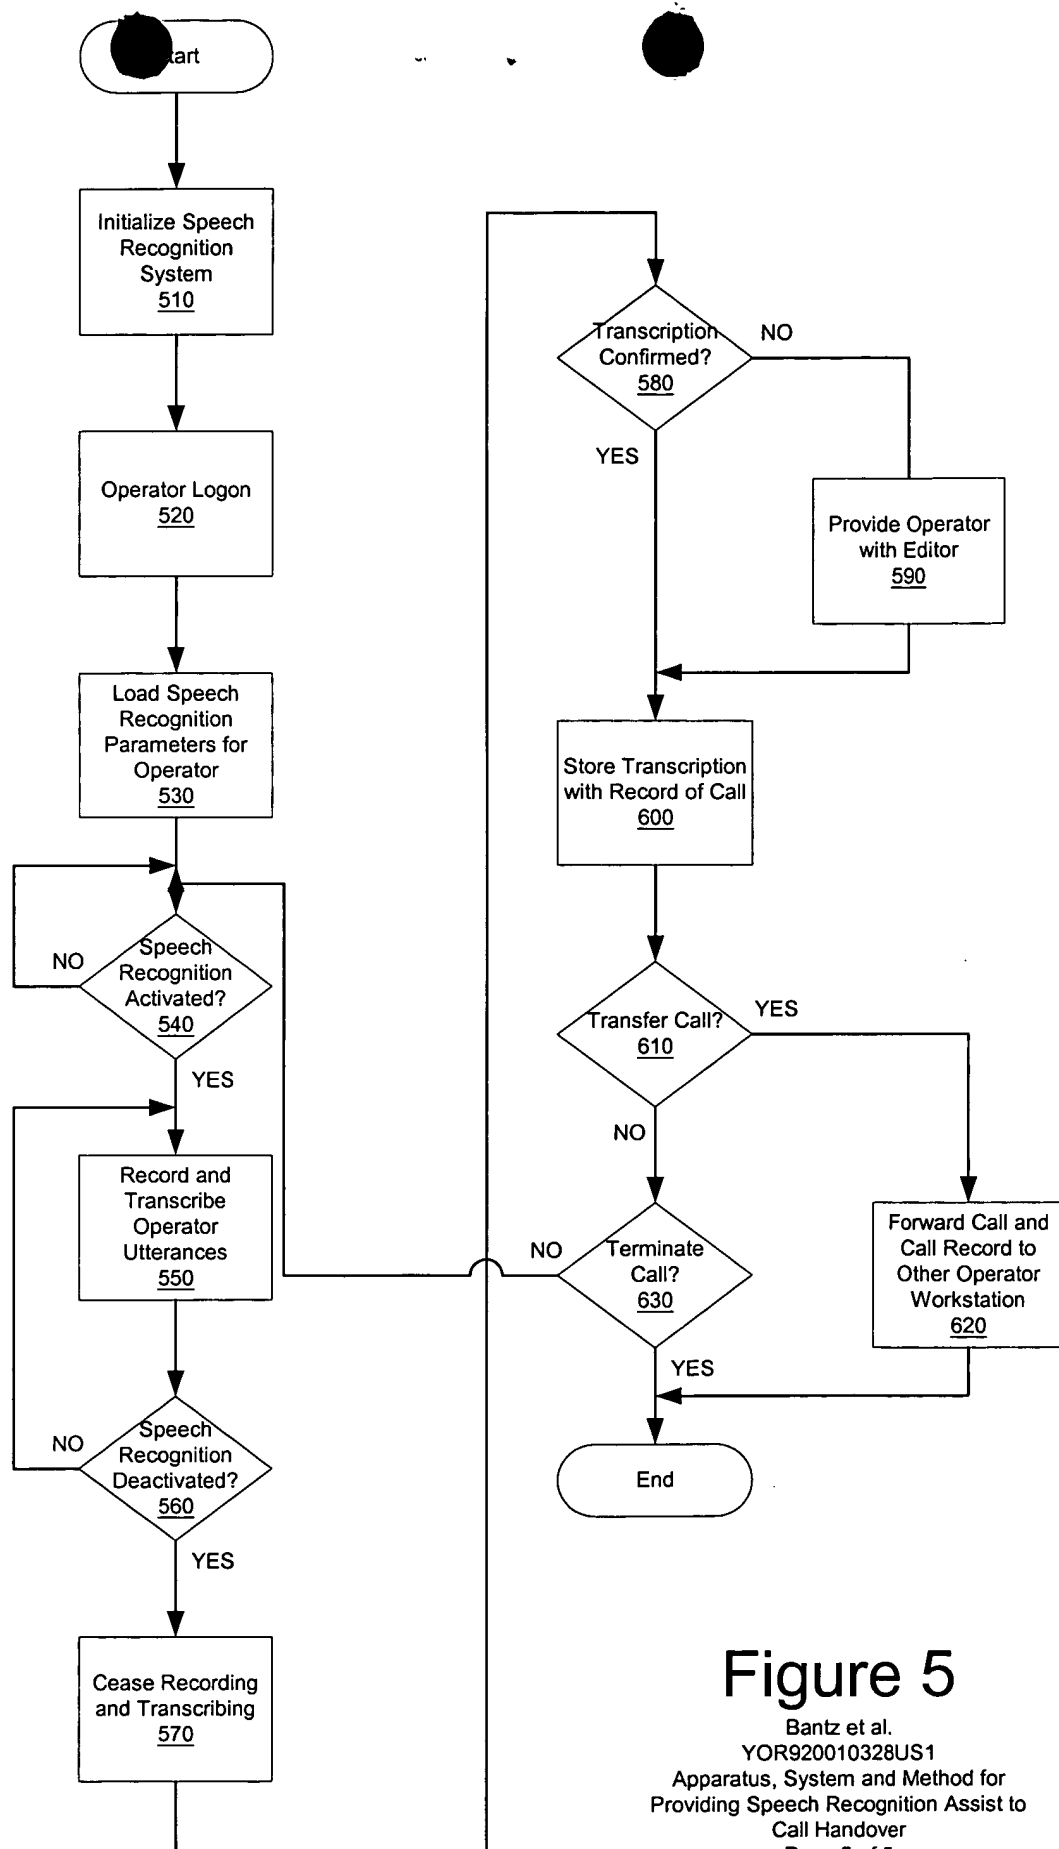 tart
Initialize Speech
Recognition
System
510
Operator Logon
520
Load Speech
Recognition
Parameters for
Operator
530
Speech
Recognition
Activated?
540
NO
YES
Record and
Transcribe
Operator
Utterances
550
Speech
Recognition
Deactivated?
560
NO
YES
Cease Recording
and Transcribing
570
Transcription
Confirmed?
580
NO
YES
Provide Operator
with Editor
590
Store Transcription
with Record of Call
600
Transfer Call?
610
YES
NO
Terminate
Call?
630
NO
YES
Forward Call and
Call Record to
Other Operator
Workstation
620
End
Figure 5
Bantz et al.
YOR920010328US1
Apparatus, System and Method for
Providing Speech Recognition Assist to
Call Handover